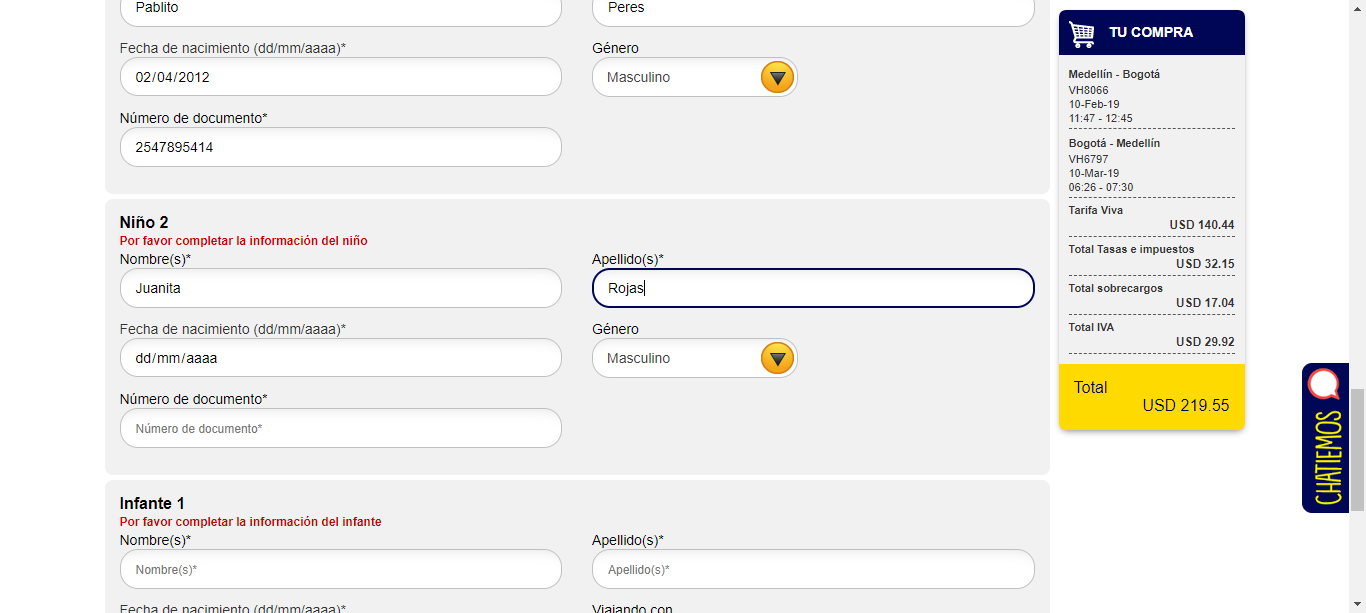 Pablito
Peres
Fecha de nacimiento (dd/mm/aaaa)*
Género
02/04/2012
Masculino
Número de documento*
2547895414
Niño 2
Por favor completar la información del niño
Nombre(s)*
Apellido(s)*
Juanita
Rojas
Fecha de nacimiento (dd/mm/aaaa)*
Género
dd/mm/aaaa
Masculino
Número de documento*
Número de documento*
Infante 1
Por favor completar la información del infante
Nombre(s)*
Apellido(s)*
Nombre(s)*
Apellido(s)*
Fecha de nacimiento (dd/mm/aaaa)*
Viajando con
TU COMPRA
Medellín - Bogotá
VH8066
10-Feb-19
11:47 - 12:45
Bogotá - Medellín
VH6797
10-Mar-19
06:26 - 07:30
Tarifa Viva
USD 140.44
Total Tasas e impuestos
USD 32.15
Total sobrecargos
USD 17.04
Total IVA
USD 29.92
Total
USD 219.55
CHATIEMOS